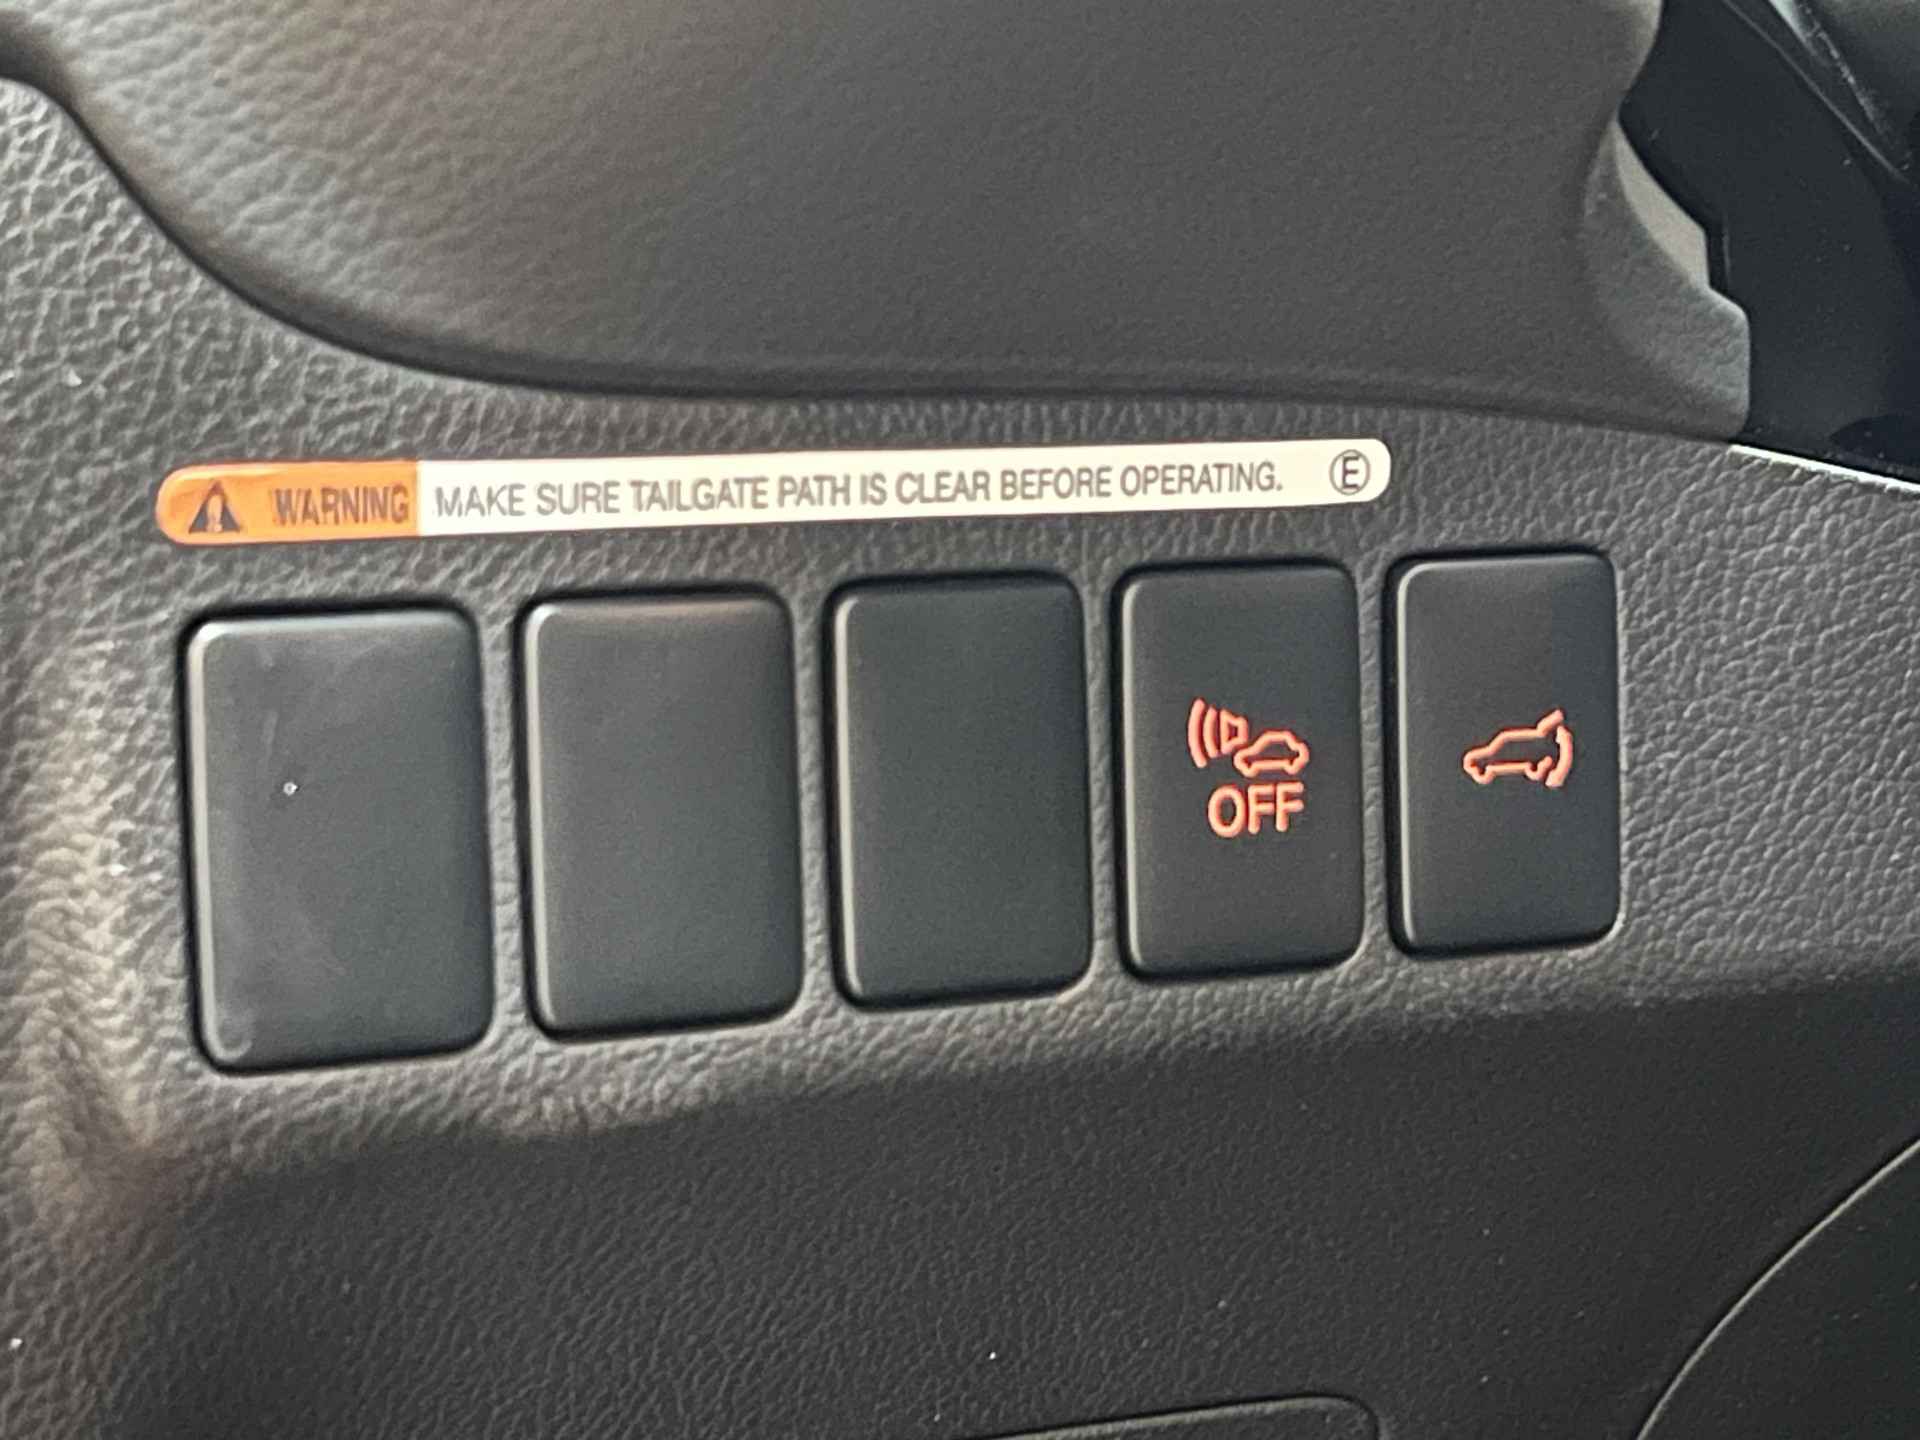 WARNING MAKE SURE TAILGATE PATH IS CLEAR BEFORE OPERATING. Ⓔ
OFF